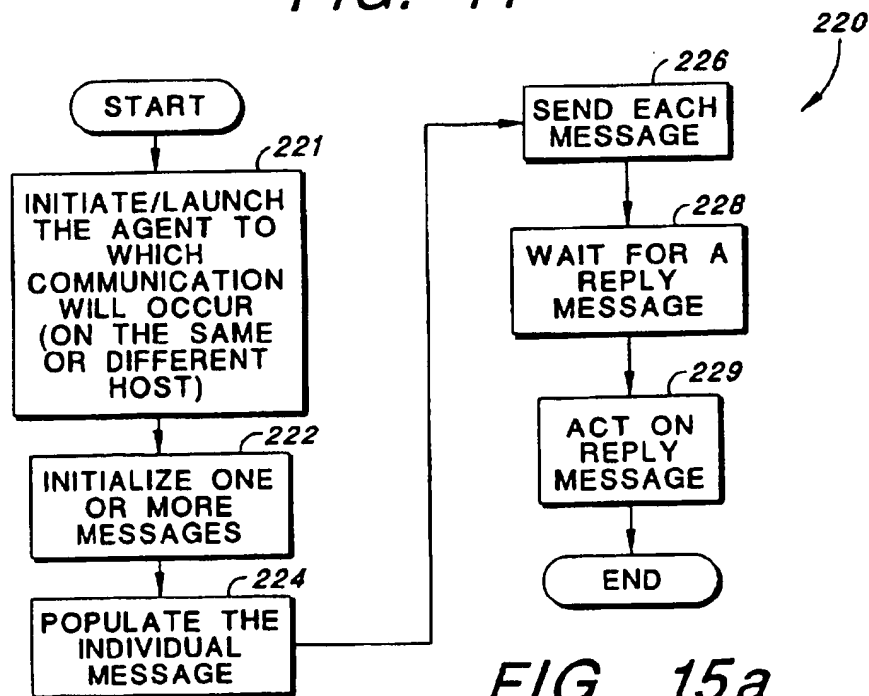 220
START
221
INITIATE/LAUNCH
THE AGENT TO
WHICH
COMMUNICATION
WILL OCCUR
(ON THE SAME
OR DIFFERENT
HOST)
222
INITIALIZE ONE
OR MORE
MESSAGES
224
POPULATE THE
INDIVIDUAL
MESSAGE
226
SEND EACH
MESSAGE
228
WAIT FOR A
REPLY
MESSAGE
229
ACT ON
REPLY
MESSAGE
END
FIG. 15a